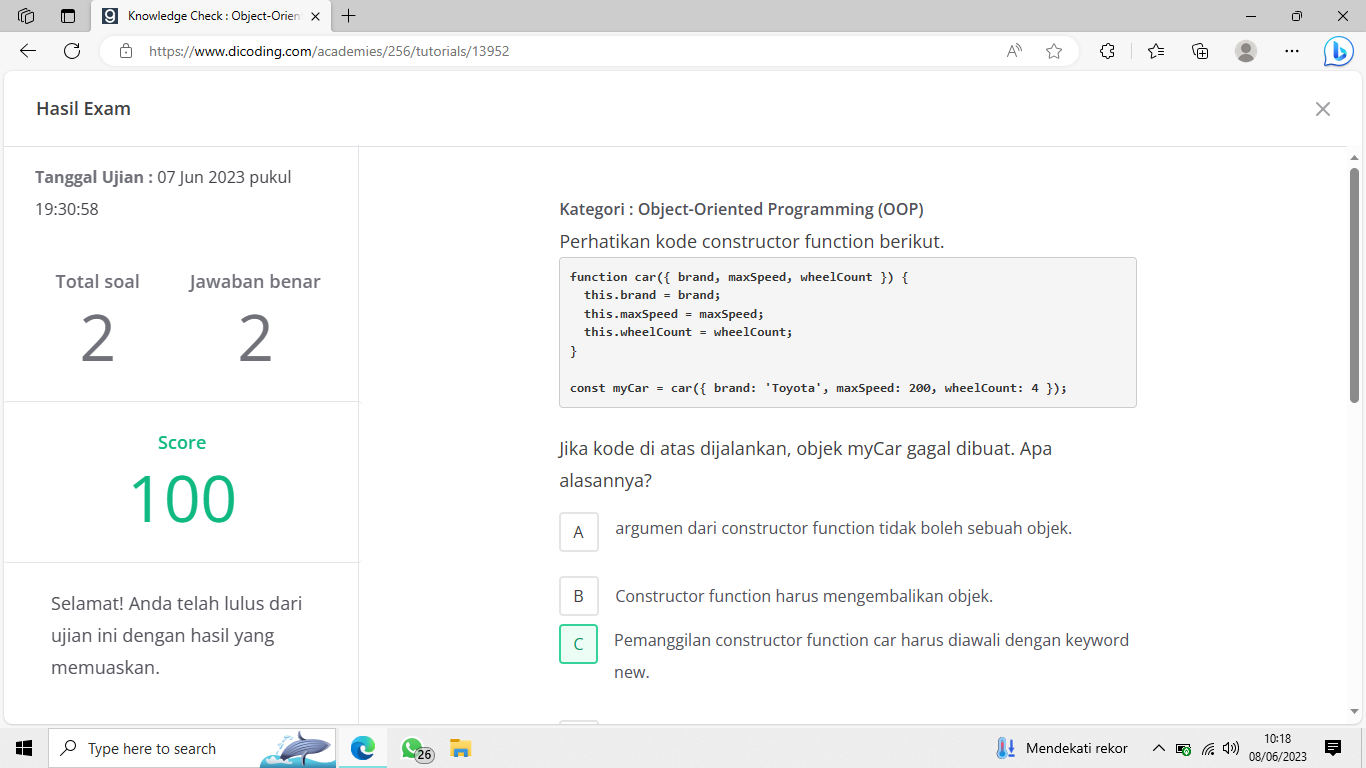 Knowledge Check : Object-Orien
https://www.dicoding.com/academies/256/tutorials/13952
Hasil Exam
Tanggal Ujian : 07 Jun 2023 pukul
19:30:58
Total soal
Jawaban benar
2
2
Score
100
Selamat! Anda telah lulus dari
ujian ini dengan hasil yang
memuaskan.
Kategori : Object-Oriented Programming (OOP)
Perhatikan kode constructor function berikut.
function car({ brand, maxSpeed, wheelCount }) {
this.brand = brand;
this.maxSpeed = maxSpeed;
this.wheelCount = wheelCount;
}
const myCar = car({ brand: 'Toyota', maxSpeed: 200, wheelCount: 4 });
Jika kode di atas dijalankan, objek myCar gagal dibuat. Apa
alasannya?
A argumen dari constructor function tidak boleh sebuah objek.
B Constructor function harus mengembalikan objek.
C Pemanggilan constructor function car harus diawali dengan keyword
new.
Type here to search
26
Mendekati rekor
10:18
08/06/2023